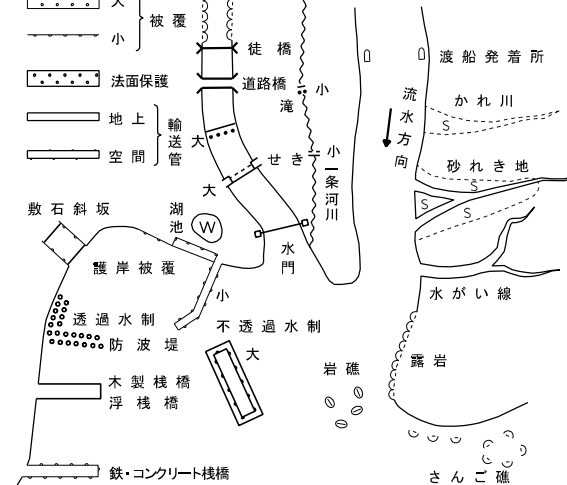 大
小
被覆
徒橋
道路橋
法面保護
地上
空間
輸送管
大
小
滝
せき
小
一条河川
大
渡船発着所
かれ川
流水方向
砂れき地
S
S
S
S
敷石斜坂
湖池
W
水門
護岸被覆
小
水がい線
透過水制
防波堤
不透過水制
大
岩礁
露岩
木製桟橋
浮桟橋
鉄・コンクリート桟橋
さんご礁